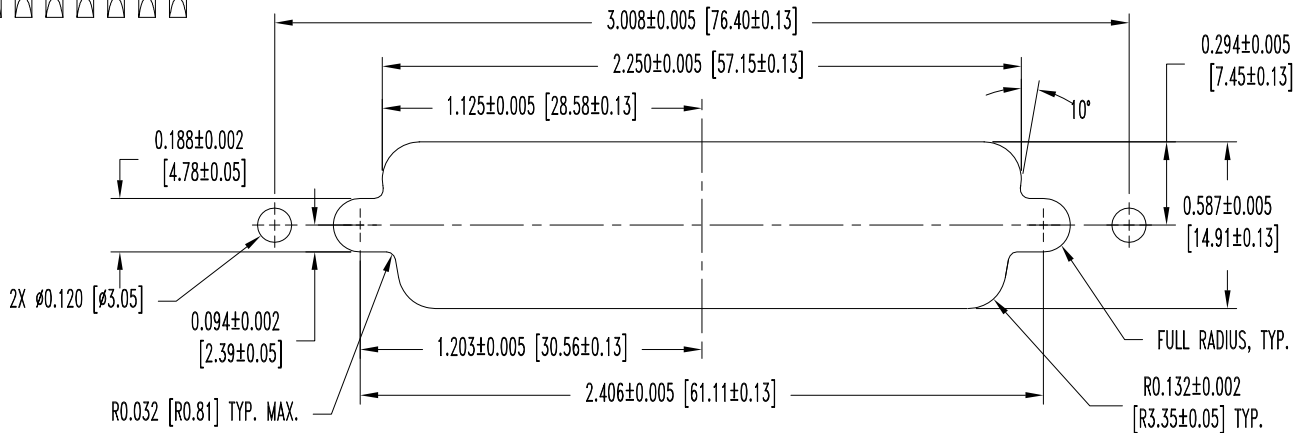 3.008±0.005 [76.40±0.13]
0.294±0.005
[7.45±0.13]
2.250±0.005 [57.15±0.13]
1.125±0.005 [28.58±0.13]
10°
0.188±0.002
[4.78±0.05]
0.587±0.005
[14.91±0.13]
2X ø0.120 [ø3.05]
0.094±0.002
[2.39±0.05]
1.203±0.005 [30.56±0.13]
FULL RADIUS, TYP.
2.406±0.005 [61.11±0.13]
R0.132±0.002
[R3.35±0.05] TYP.
R0.032 [R0.81] TYP. MAX.